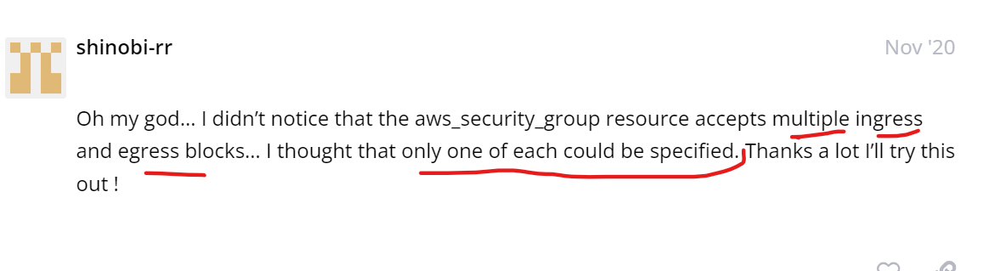 shinobi-rr
Nov '20
Oh my god... I didn’t notice that the aws_security_group resource accepts multiple ingress
and egress blocks... I thought that only one of each could be specified. Thanks a lot I’ll try this
out !